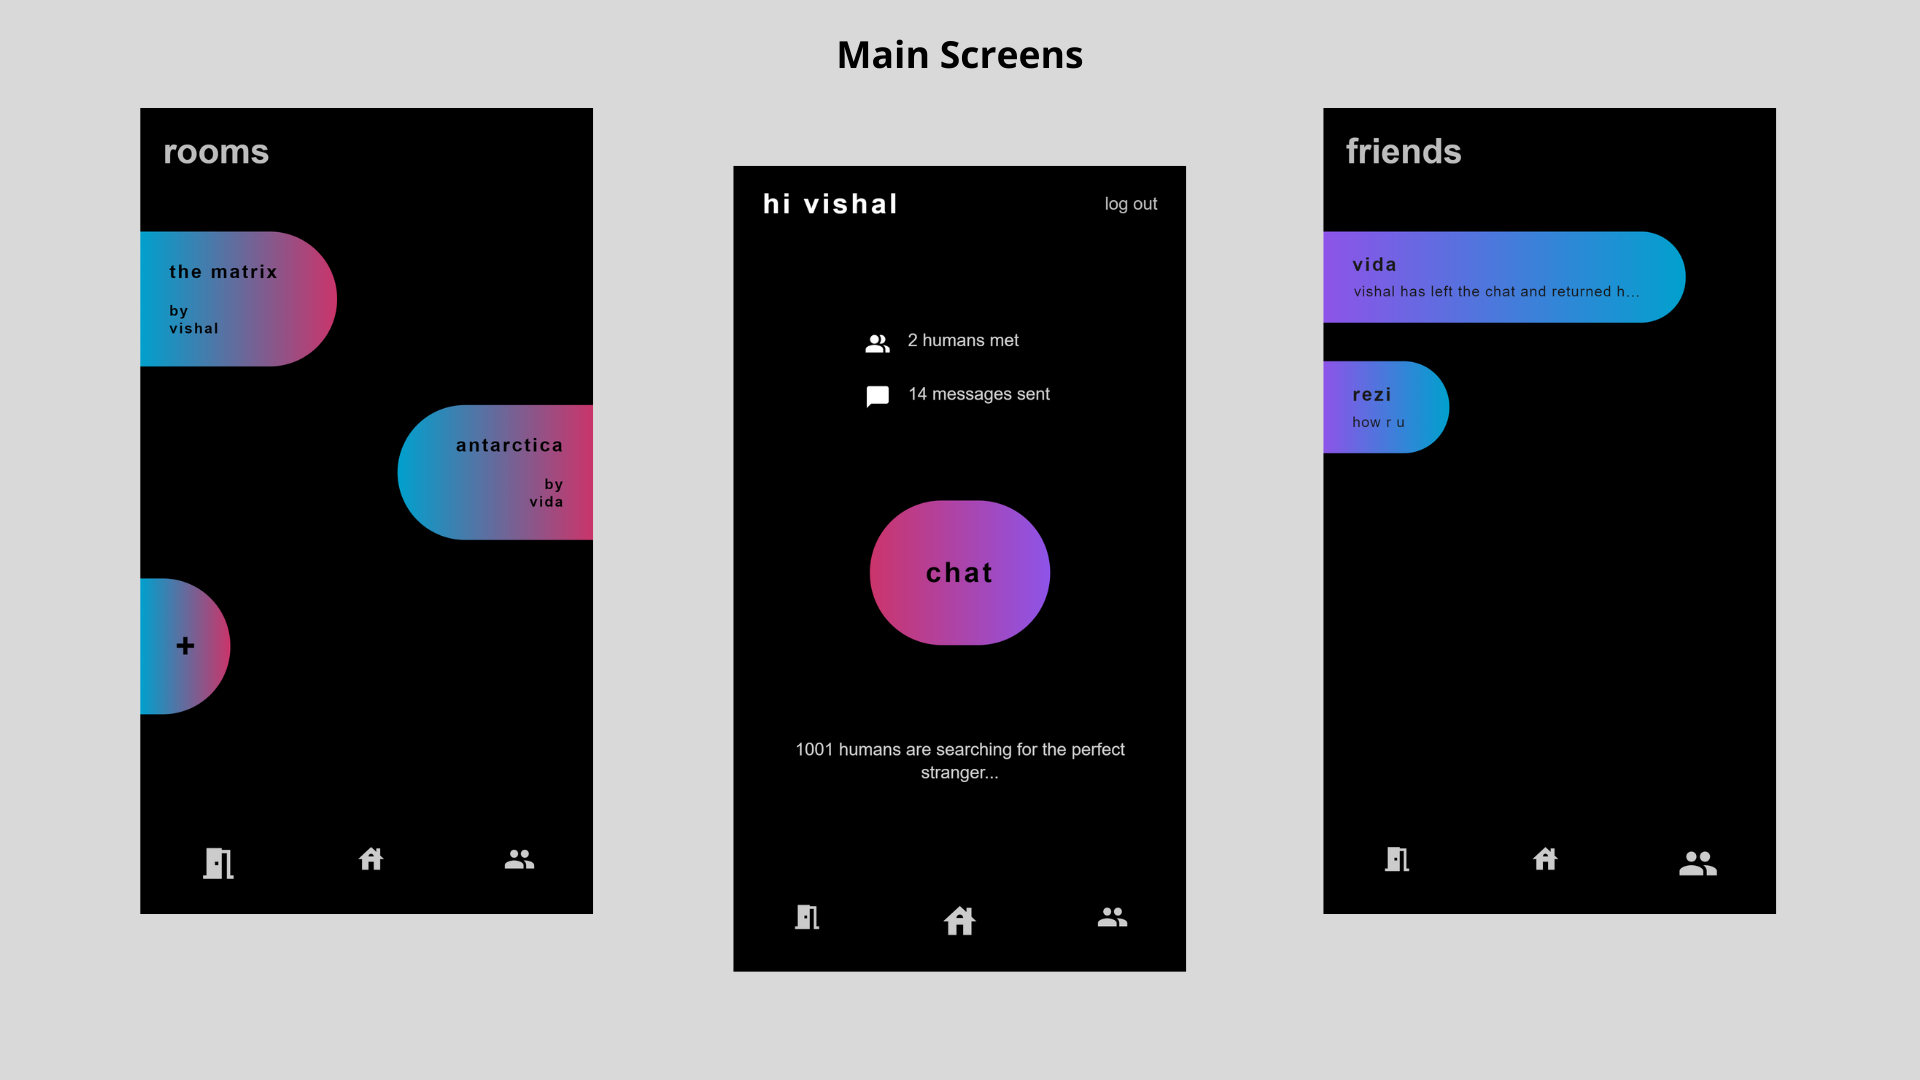 Main Screens
rooms
the matrix
by
vishal
antarctica
by
vida
+
hi vishal
log out
2 humans met
14 messages sent
chat
1001 humans are searching for the perfect
stranger...
friends
vida
vishal has left the chat and returned h...
rezi
how r u